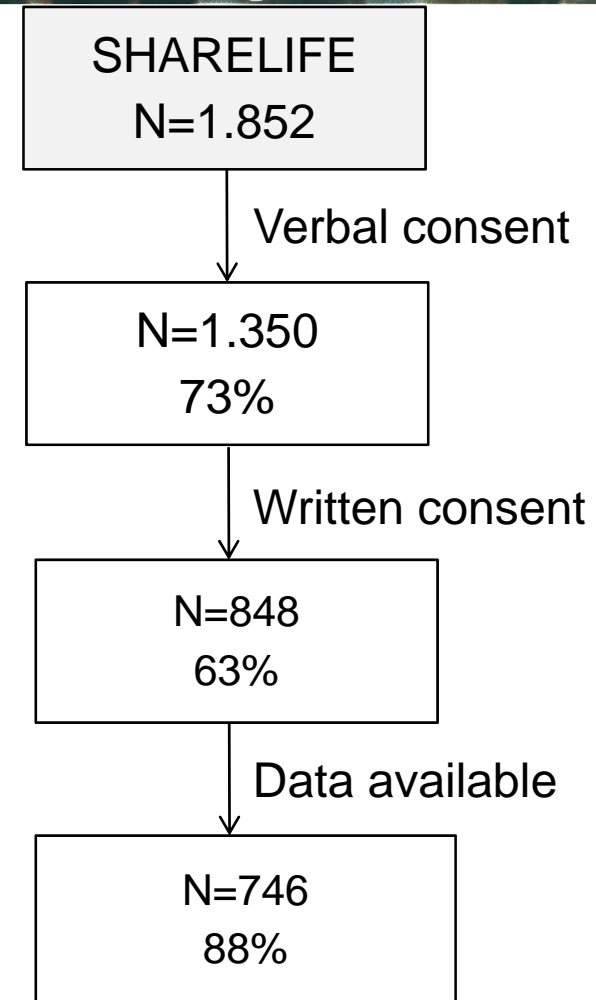 SHARELIFE
N=1.852
Verbal consent
N=1.350
73%
Written consent
N=848
63%
Data available
N=746
88%